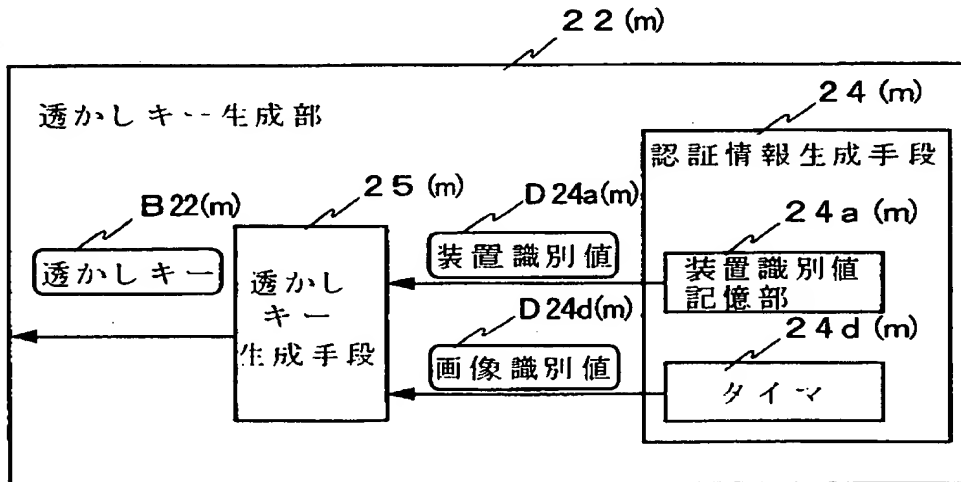 22(m)
透かしキー生成部
24(m)
認証情報生成手段
B22(m)
25(m)
D24a(m)
24a(m)
透かしキー
透かし
キー
生成手段
装置識別値
装置識別値
記憶部
D24d(m)
24d(m)
画像識別値
タイマ